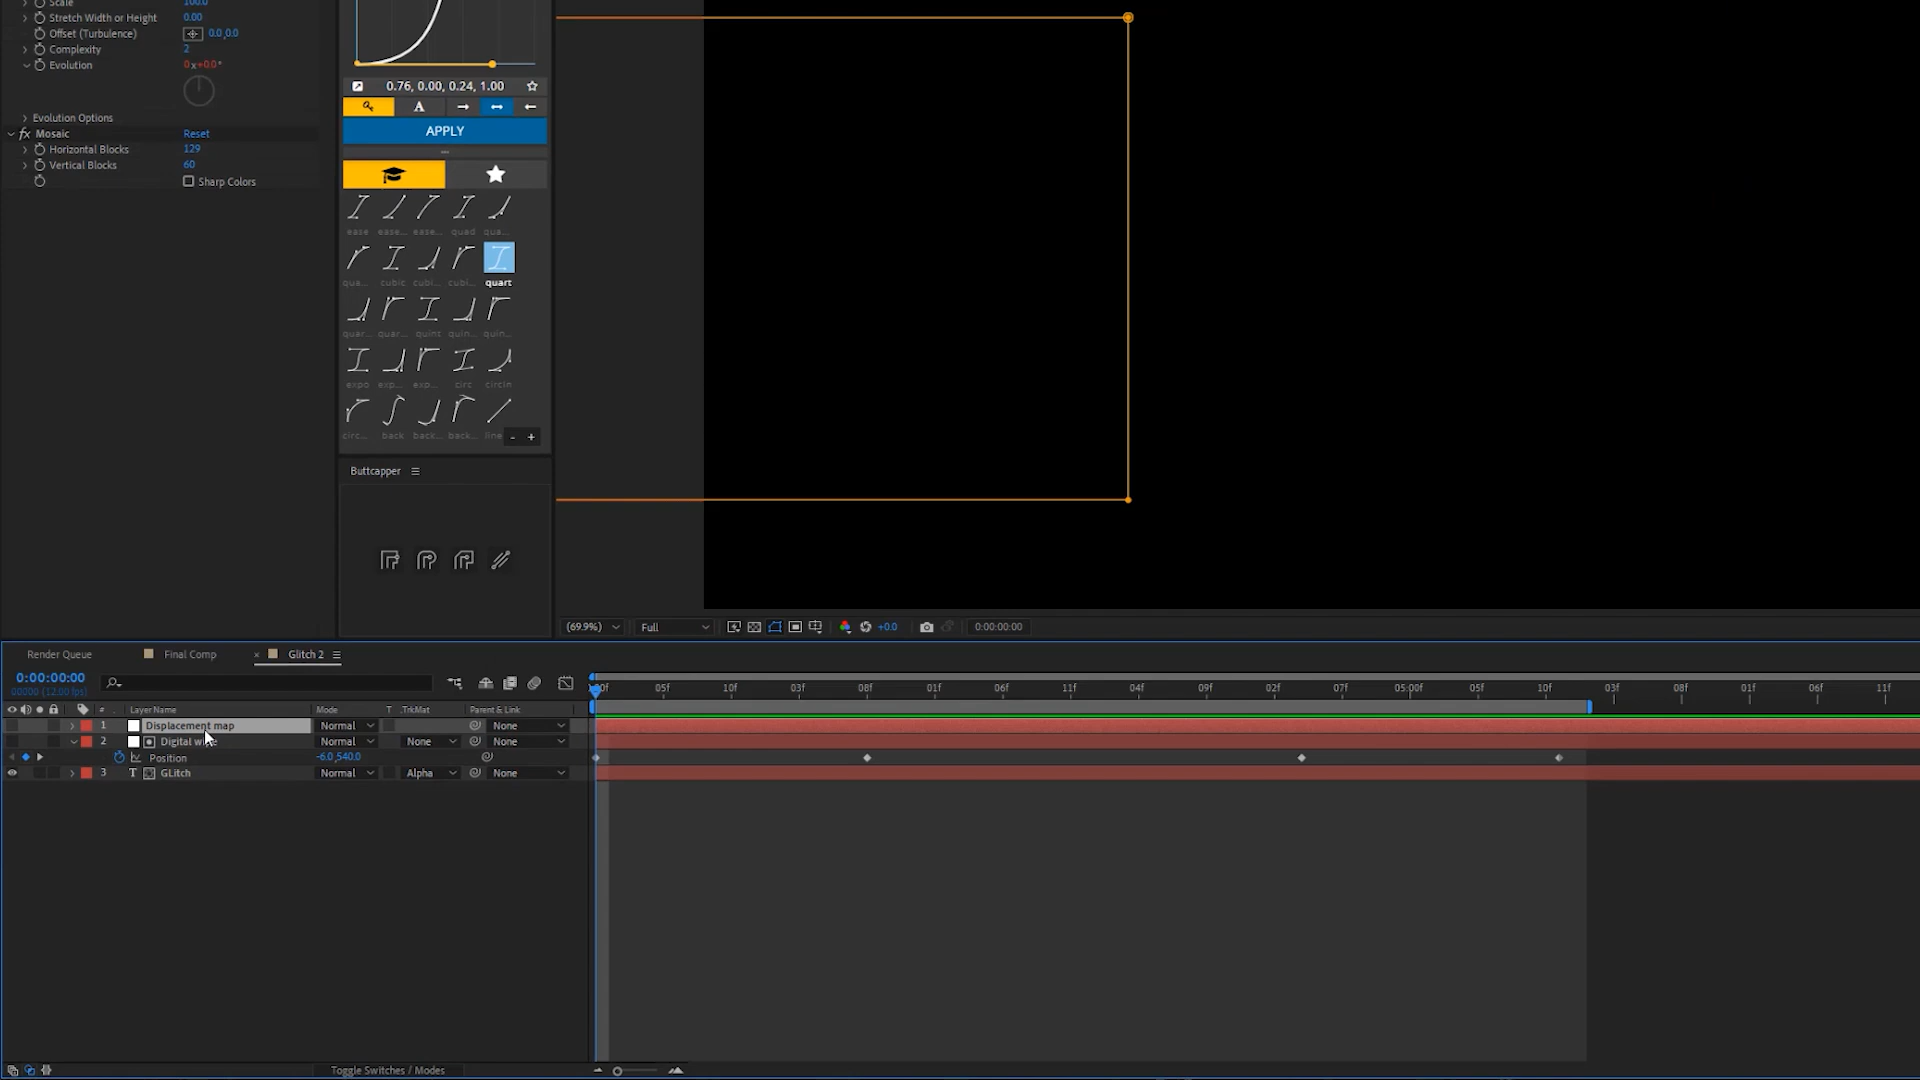 Scale 100.0
Stretch Width or Height 0.00
Offset (Turbulence) 0.0,0.0
Complexity 2
Evolution 0x+0.0°
Evolution Options
fx Mosaic Reset
Horizontal Blocks 129
Vertical Blocks 60
Sharp Colors
0.76, 0.00, 0.24, 1.00
A
APPLY
ease ease... ease... quad qua...
qua... cubic cubi... cubi... quart
quar... quar... quint quin... quin...
expo exp... exp... circ circin
circ... back back... back... line
- +
Buttcapper
(69.9%) Full +0.0 0:00:00:00
Render Queue Final Comp × Glitch 2
0:00:00:00
00000 (12.00 fps)
05f 10f 03f 08f 01f 06f 11f 04f 09f 02f 07f 05:00f 05f 10f 03f 08f 01f 06f 11f
# Layer Name Mode T .TrkMat Parent & Link
1 Displacement map Normal None
2 Digital Normal None None
Position -6.0,540.0
3 T GLitch Normal Alpha None
Toggle Switches / Modes